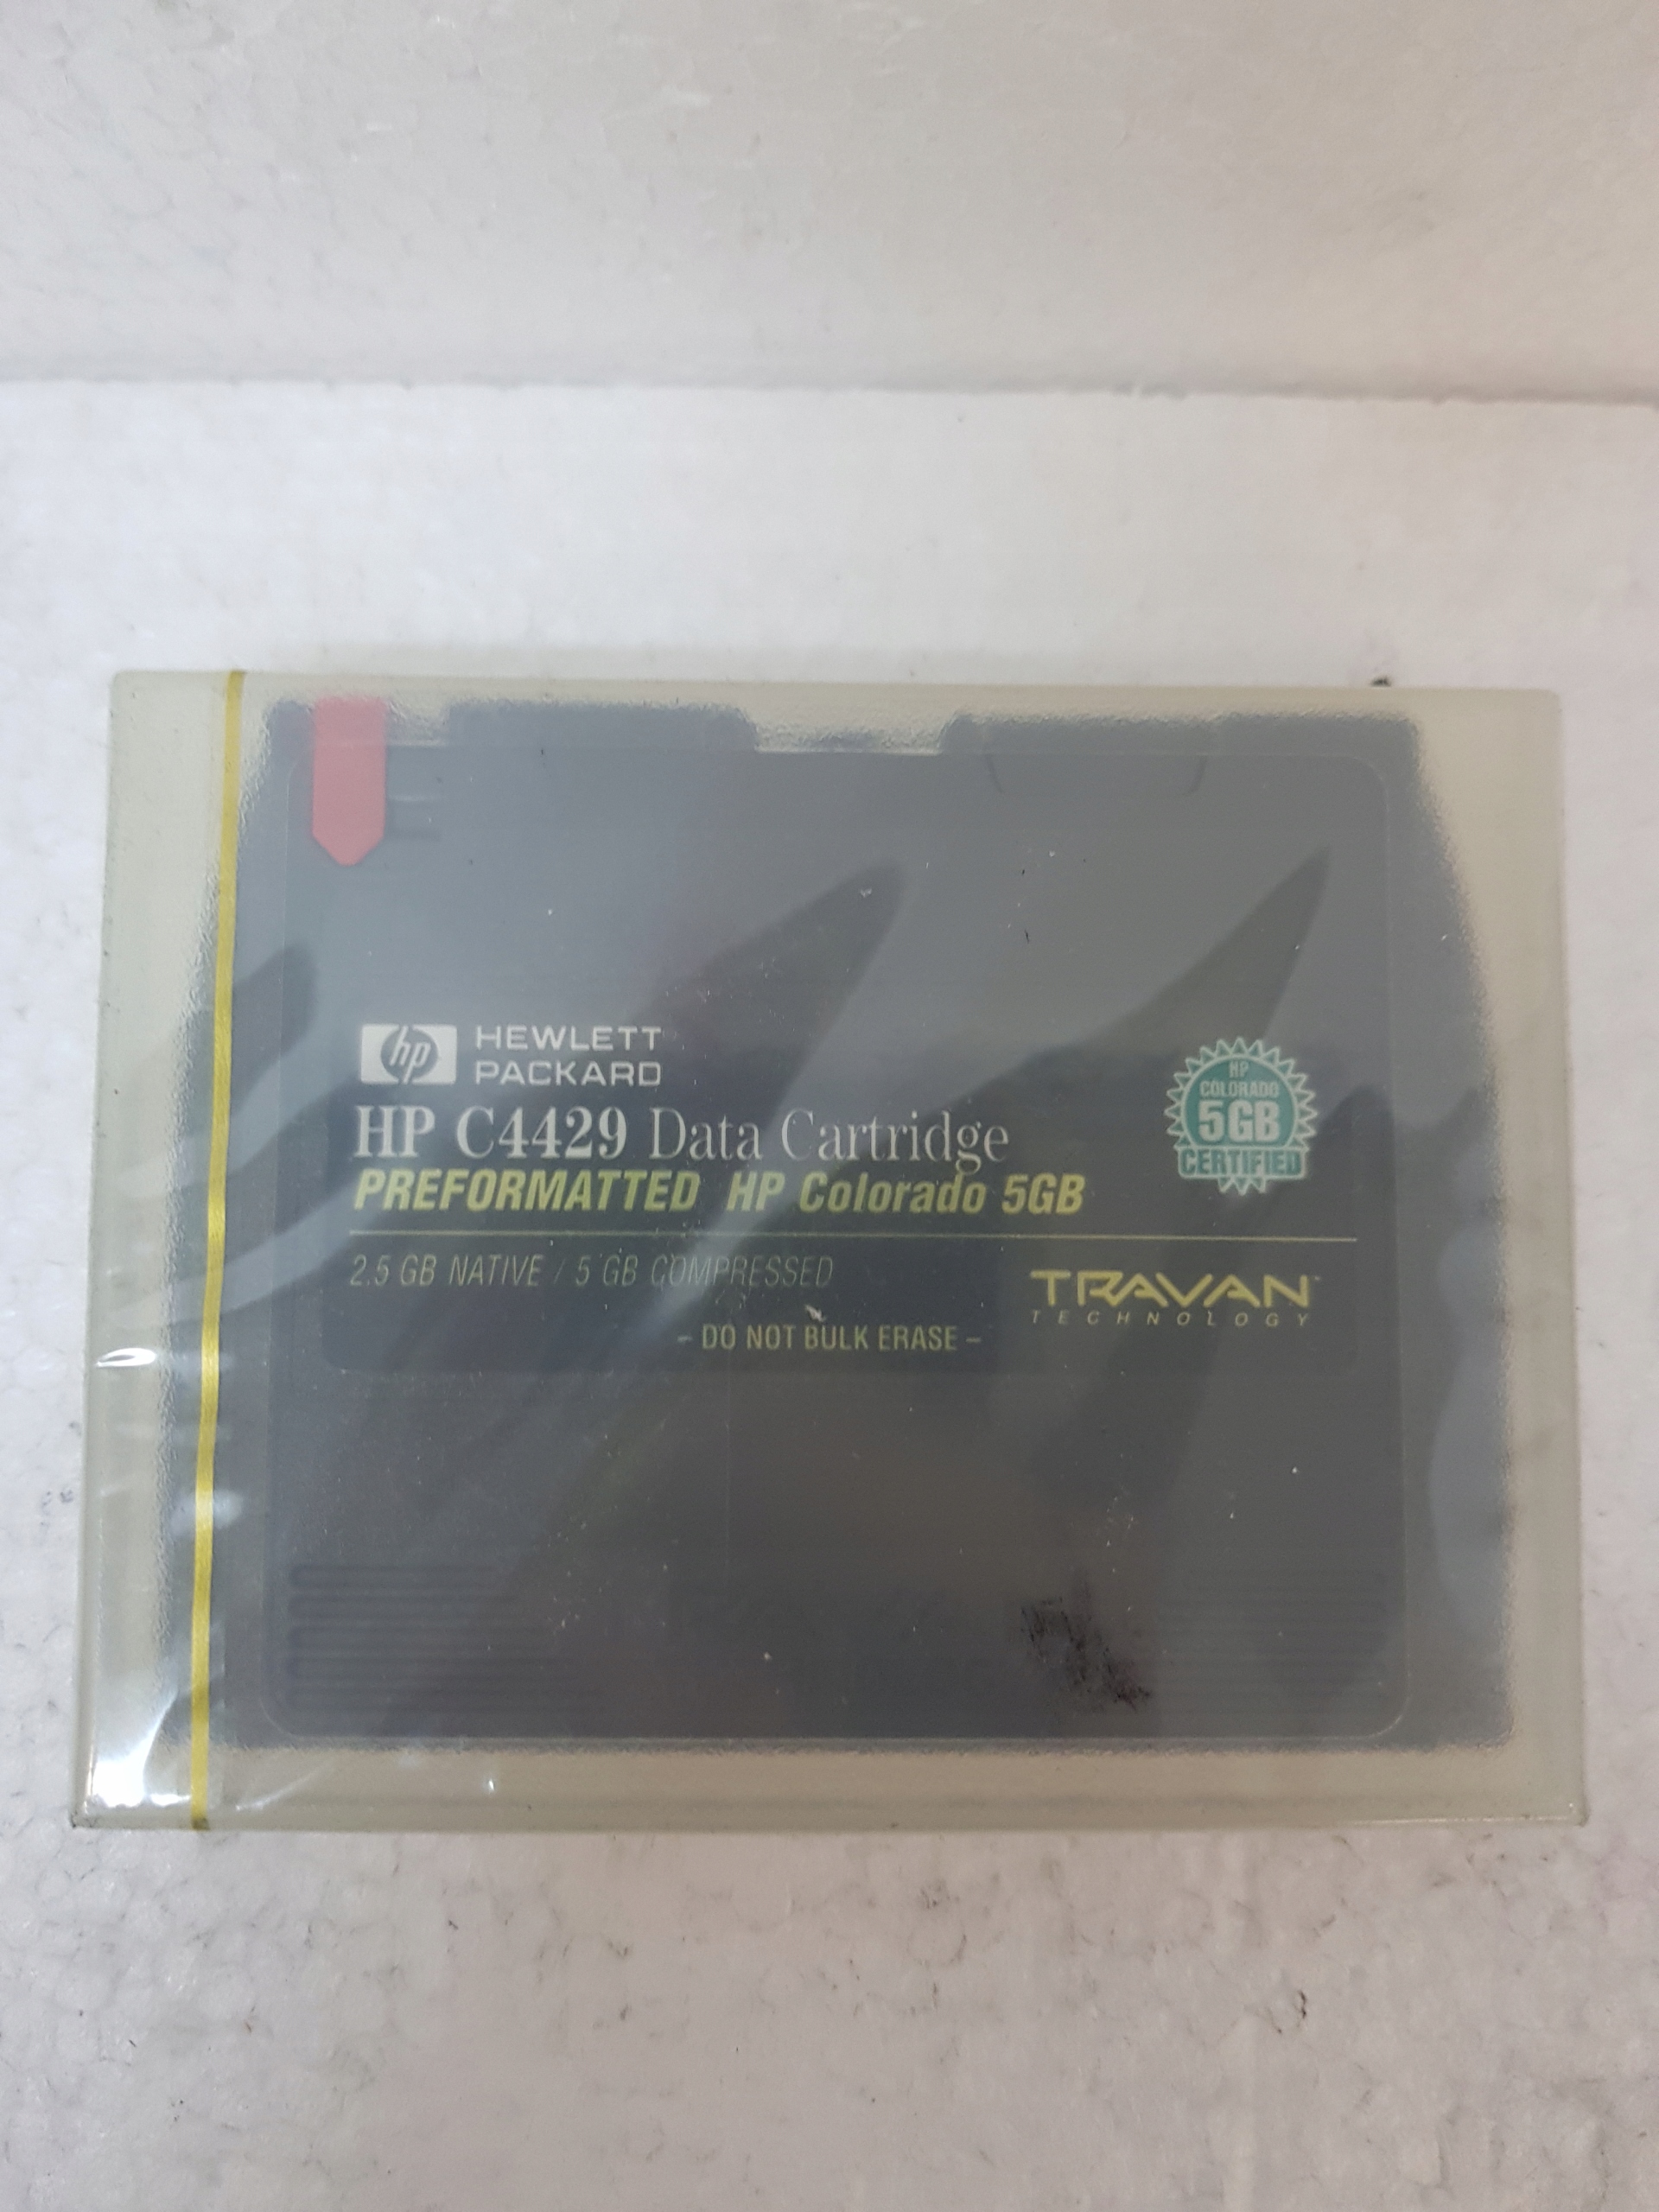 hp HEWLETT
PACKARD
HP C4429 Data Cartridge
PREFORMATTED HP Colorado 5GB
HP
COLORADO
5GB
CERTIFIED
2.5 GB NATIVE / 5 GB COMPRESSED
TRAVAN™
TECHNOLOGY
– DO NOT BULK ERASE –